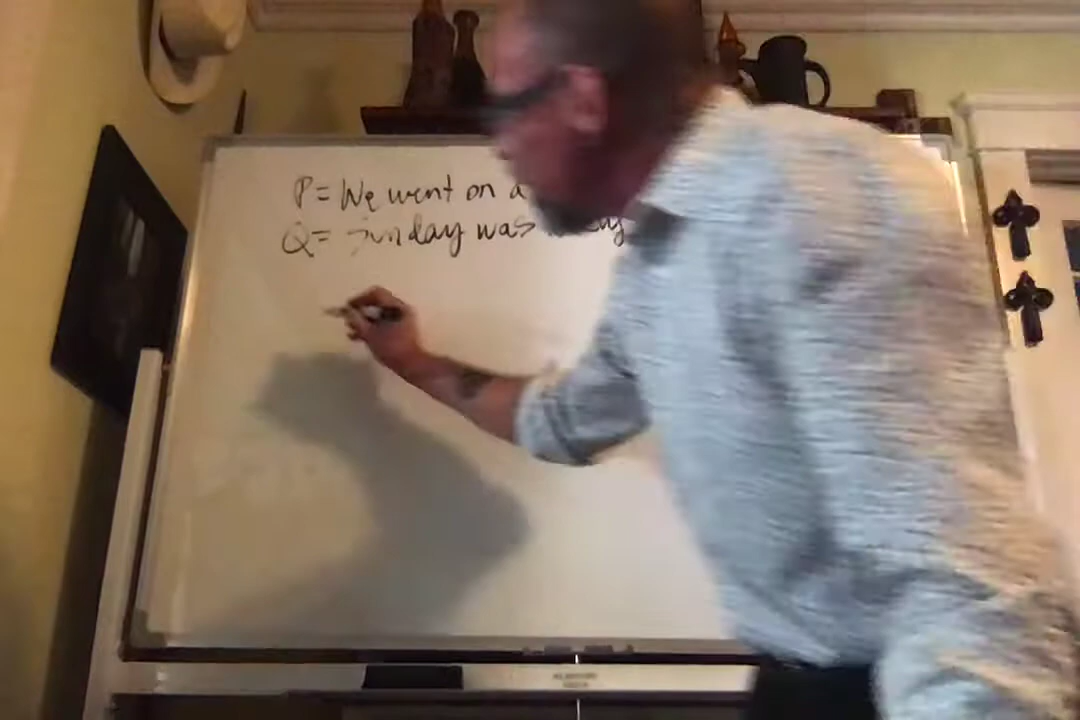 P = We went on a
Q = Sunday was